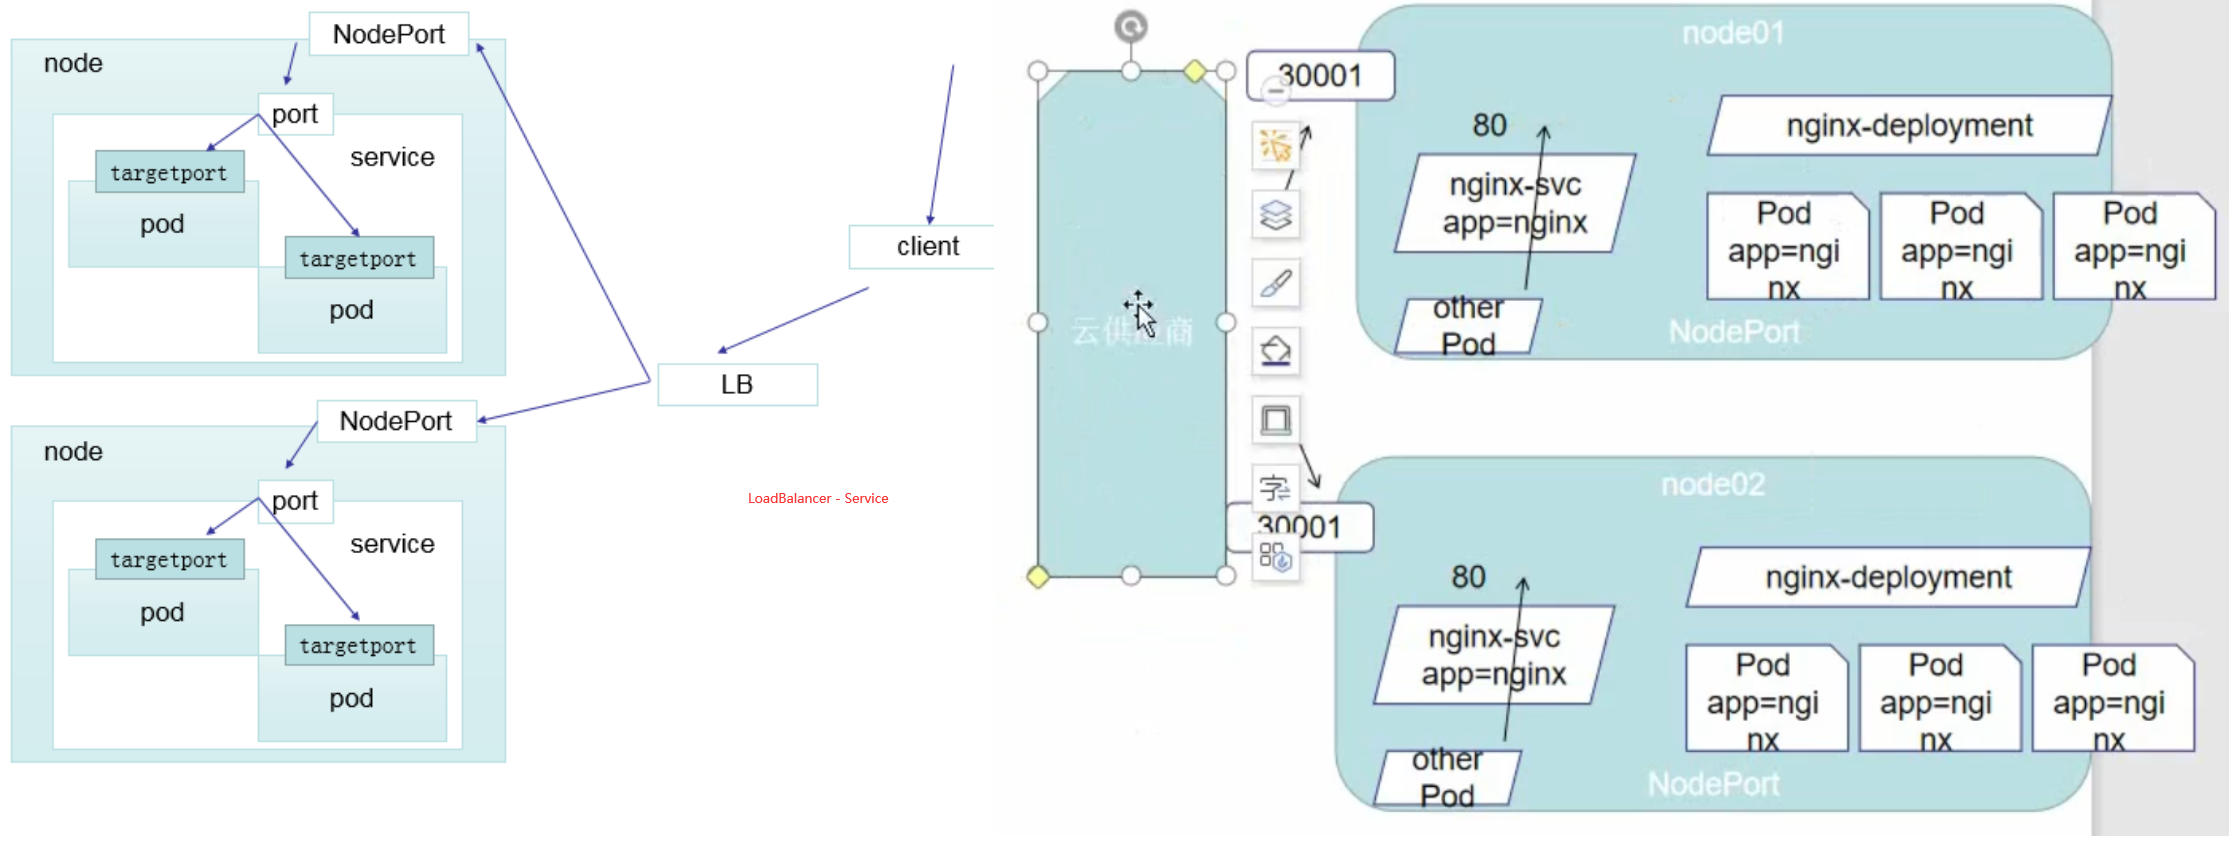 NodePort
node
port
service
targetport
pod
targetport
pod
NodePort
node
port
service
targetport
pod
targetport
pod
client
LB
LoadBalancer - Service
云供应商
30001
node01
80
nginx-deployment
nginx-svc
app=nginx
Pod
app=ngi
nx
Pod
app=ngi
nx
Pod
app=ngi
nx
other
Pod
NodePort
字
30001
node02
80
nginx-deployment
nginx-svc
app=nginx
Pod
app=ngi
nx
Pod
app=ngi
nx
Pod
app=ngi
nx
other
Pod
NodePort